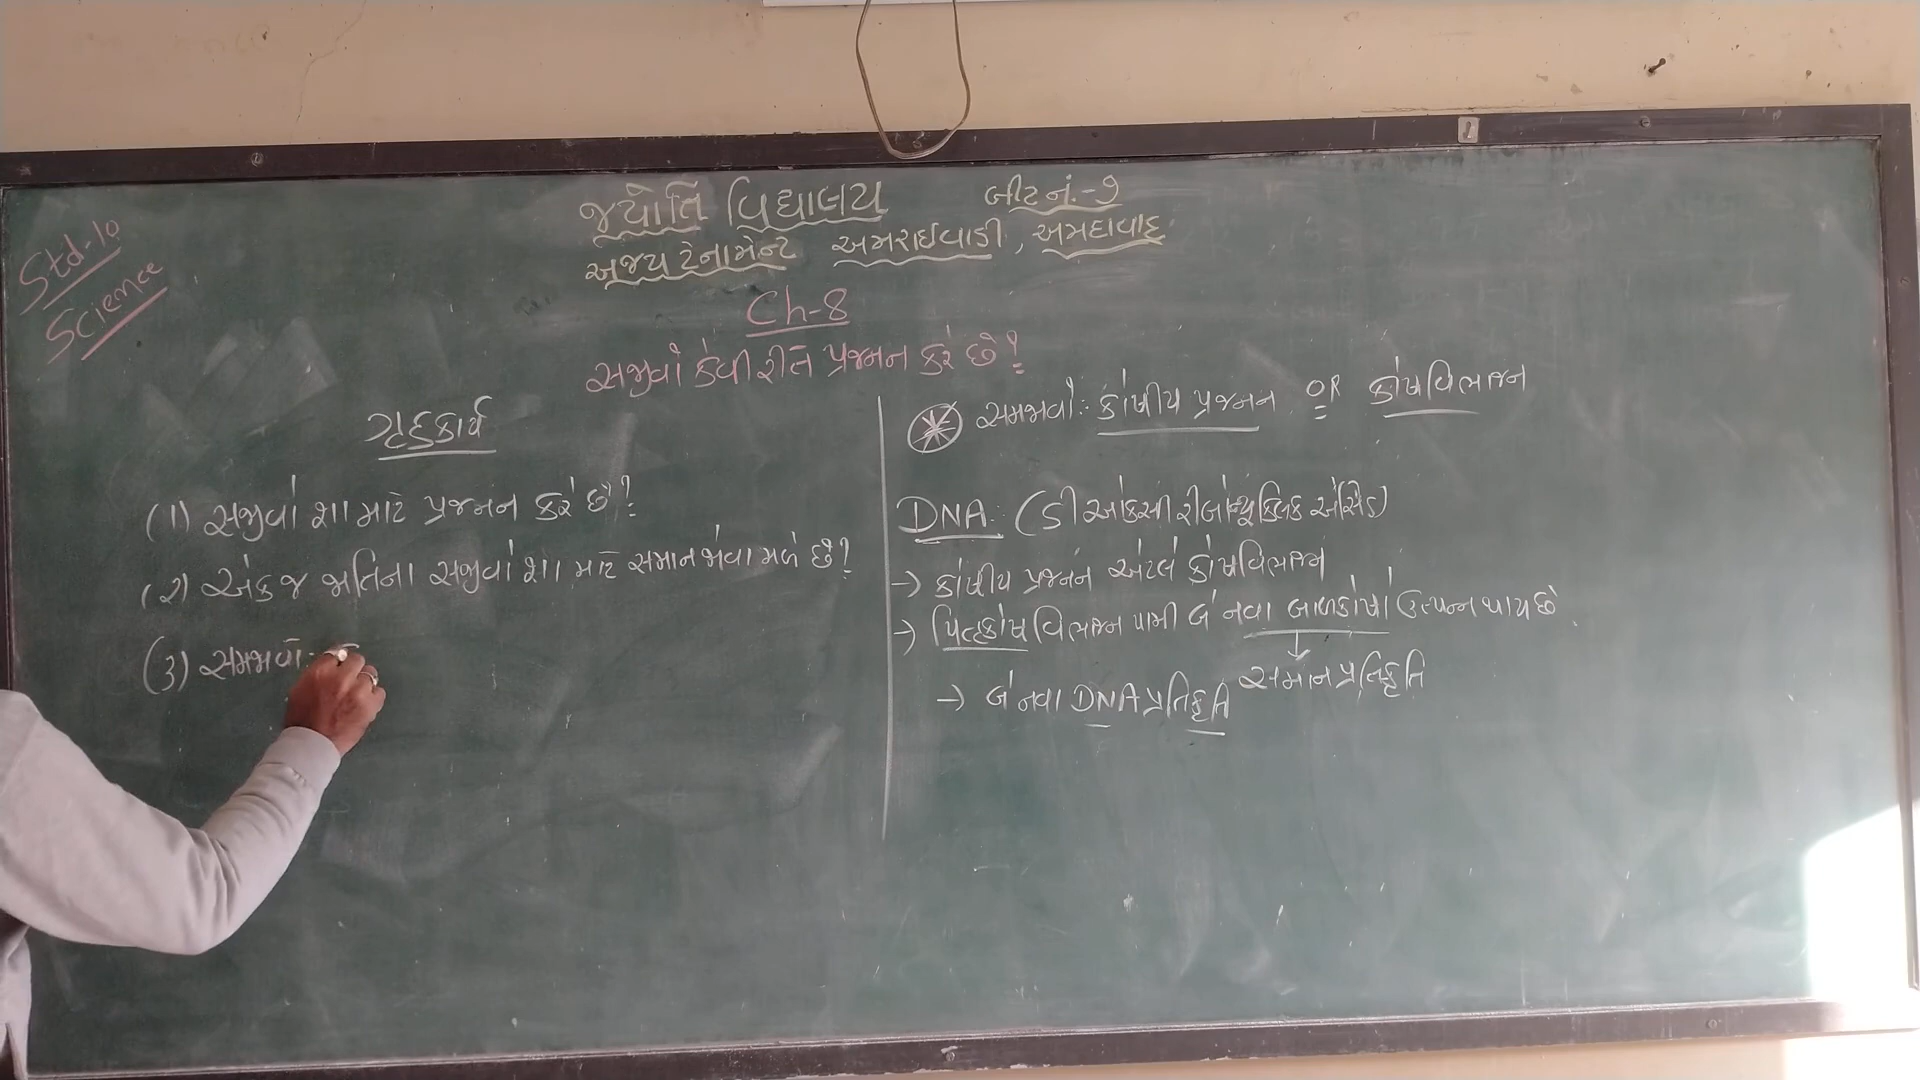 Std-10
Science
જ્યોતિ વિદ્યાલય બીટ નં.-૭
અજય ટેનામેન્ટ અમરાઈવાડી, અમદાવાદ
Ch-8
સજીવો કેવી રીતે પ્રજનન કરે છે?
ગૃહકાર્ય
(1) સજીવો શા માટે પ્રજનન કરે છે?
(૨) એક જ જાતિના સજીવો શા માટે સમાન જોવા મળે છે?
(૩) સમજાવો:-
સમજાવો: કોષીય પ્રજનન OR કોષવિભાજન
DNA: (ડી ઓક્સી રીબોન્યૂક્લિક એસિડ)
→ કોષીય પ્રજનન એટલે કોષવિભાજન
→ પિતૃકોષ વિભાજન પામી બે નવા બાળકોષો ઉત્પન્ન થાય છે.
↓
સમાન પ્રતિકૃતિ
→ બે નવા DNA પ્રતિકૃતિ